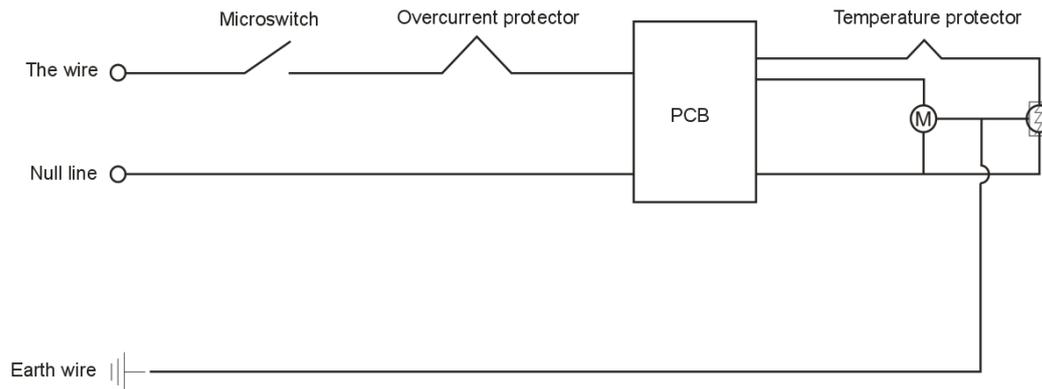 Microswitch
Overcurrent protector
Temperature protector
The wire
PCB
M
Null line
Earth wire